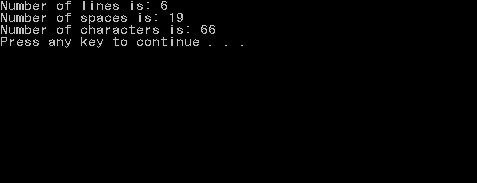 Number of lines is: 6
Number of spaces is: 19
Number of characters is: 66
Press any key to continue . . .